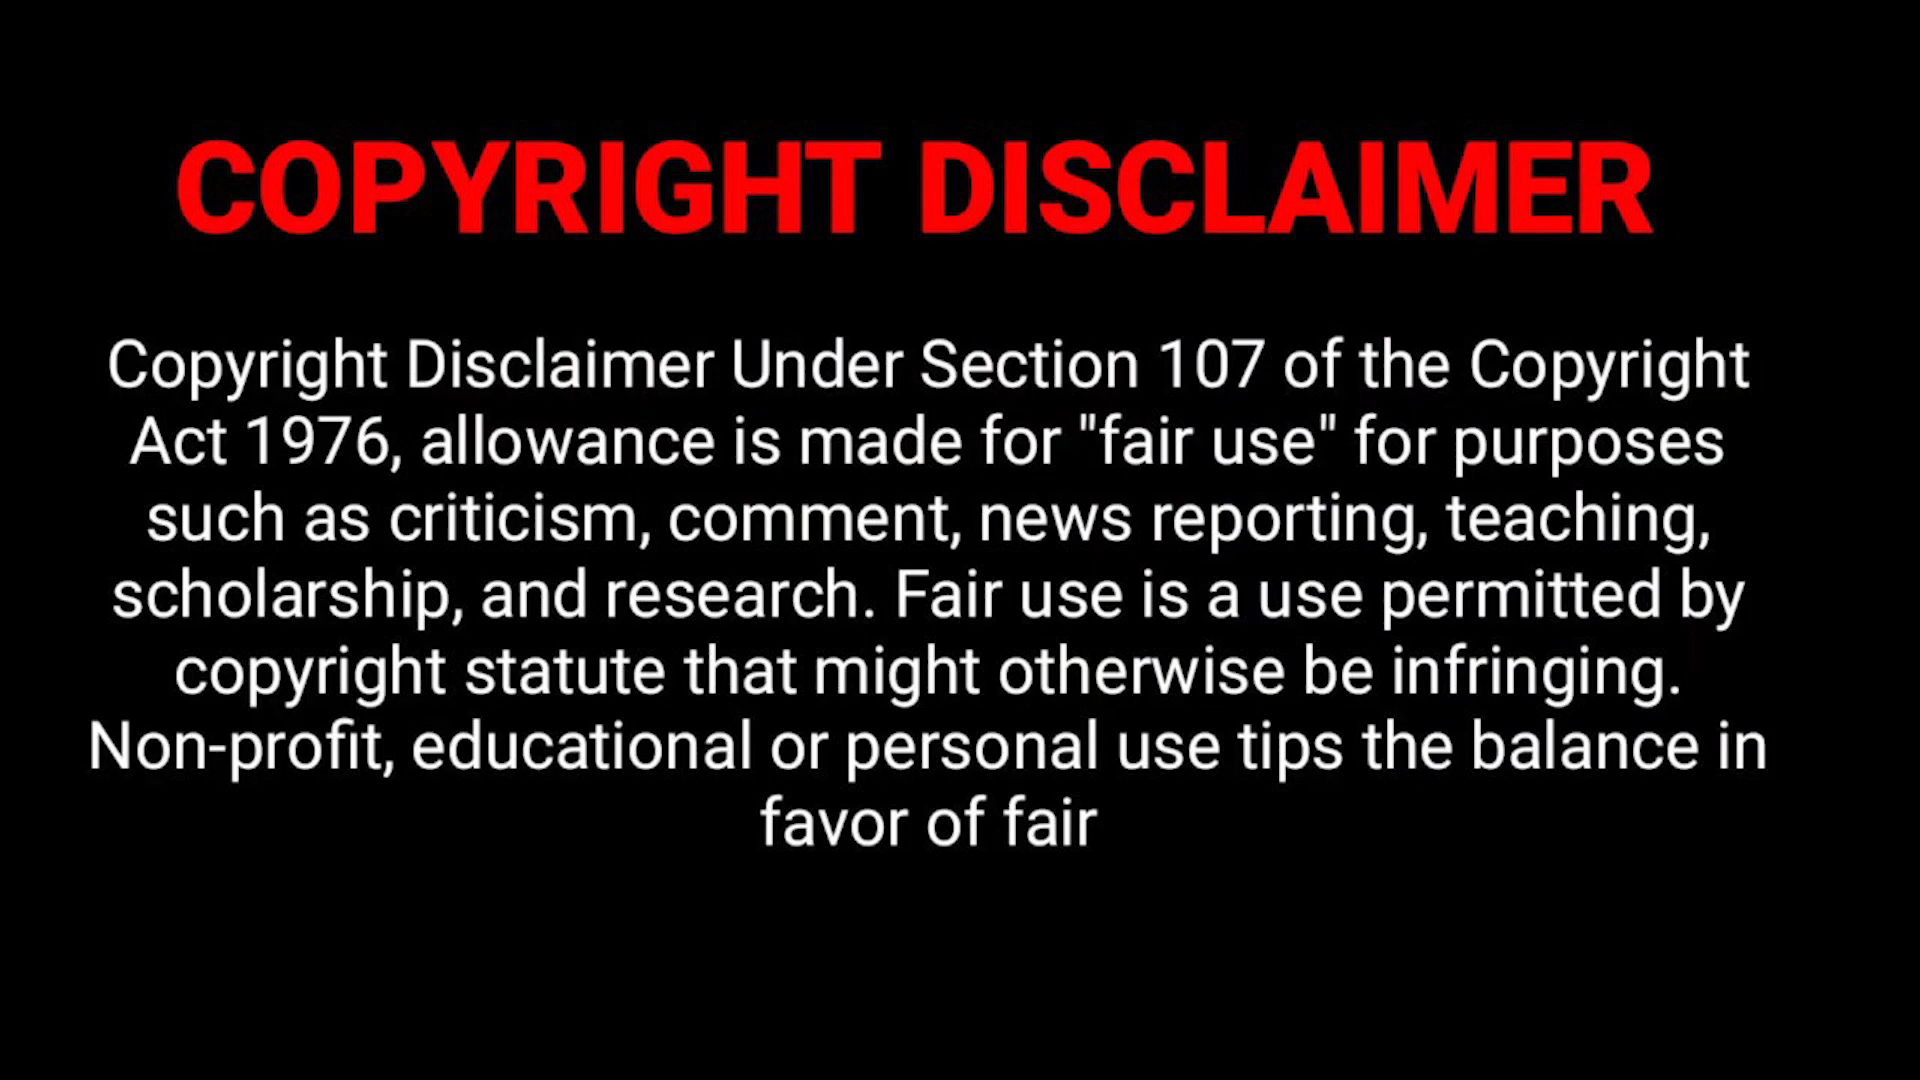 COPYRIGHT DISCLAIMER
Copyright Disclaimer Under Section 107 of the Copyright
Act 1976, allowance is made for "fair use" for purposes
such as criticism, comment, news reporting, teaching,
scholarship, and research. Fair use is a use permitted by
copyright statute that might otherwise be infringing.
Non-profit, educational or personal use tips the balance in
favor of fair